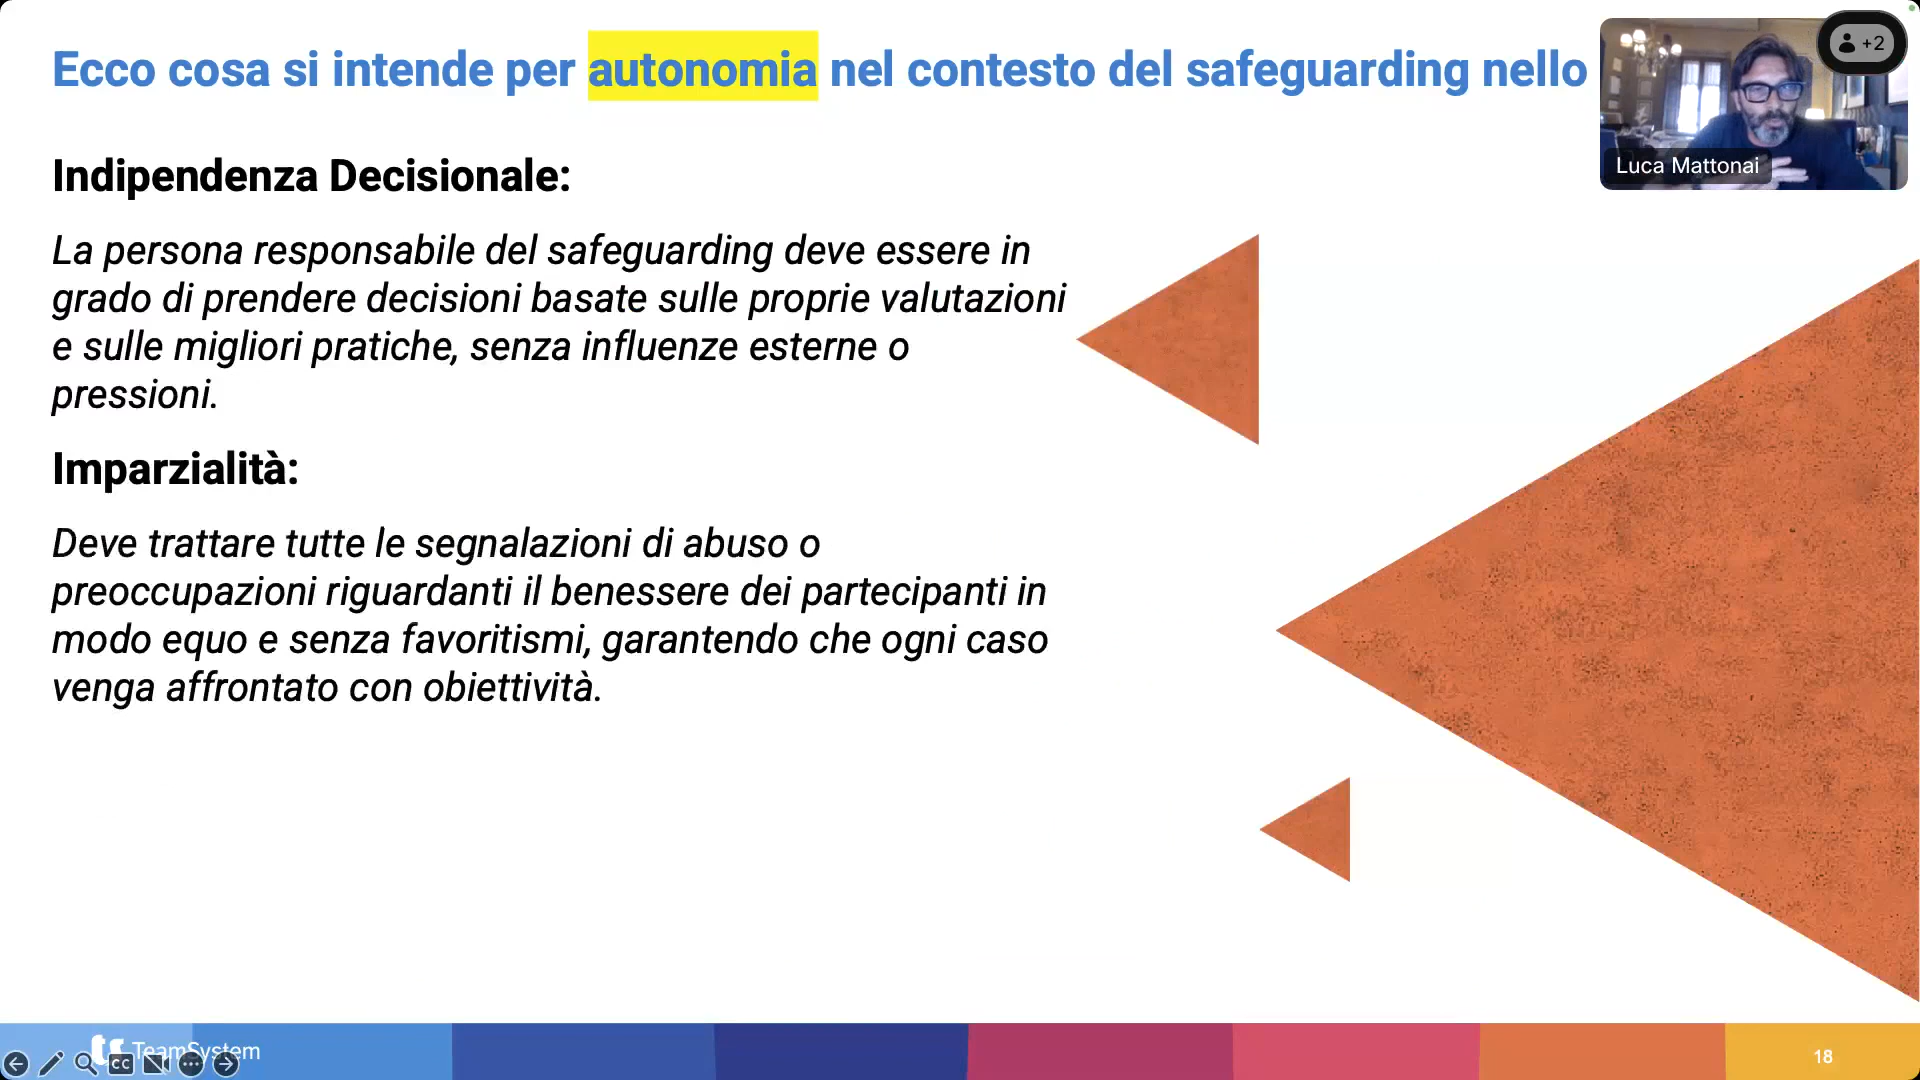 Ecco cosa si intende per autonomia nel contesto del safeguarding nello
+2
Luca Mattonai
Indipendenza Decisionale:
La persona responsabile del safeguarding deve essere in
grado di prendere decisioni basate sulle proprie valutazioni
e sulle migliori pratiche, senza influenze esterne o
pressioni.
Imparzialità:
Deve trattare tutte le segnalazioni di abuso o
preoccupazioni riguardanti il benessere dei partecipanti in
modo equo e senza favoritismi, garantendo che ogni caso
venga affrontato con obiettività.
TeamSystem
CC
18